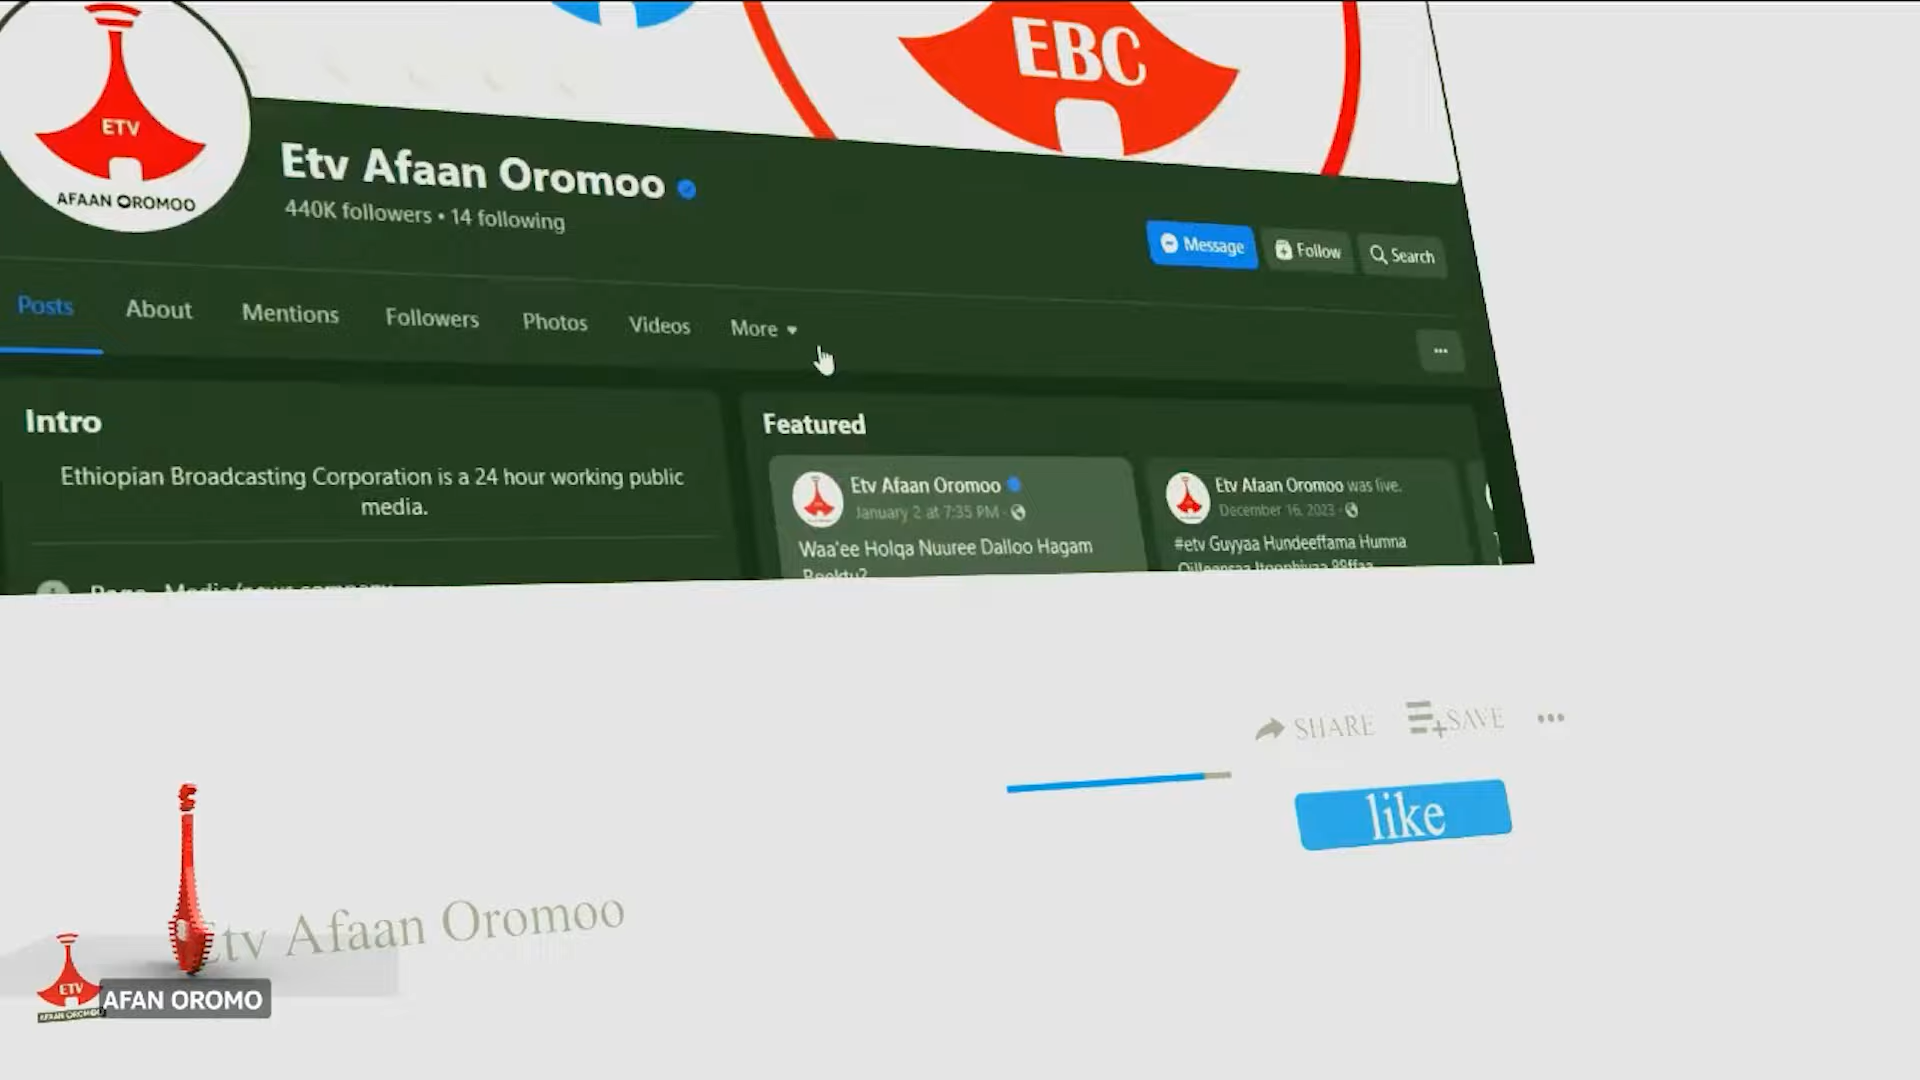 EBC
ETV
AFAAN OROMOO
Etv Afaan Oromoo
440K followers • 14 following
Message
Follow
Search
Posts
About
Mentions
Followers
Photos
Videos
More
Intro
Ethiopian Broadcasting Corporation is a 24 hour working public
media.
Featured
Etv Afaan Oromoo
January 2 at 7:35 PM ·
Waa'ee Holqa Nuuree Dalloo Hagam
Beektu?
Etv Afaan Oromoo was live.
December 16, 2023 ·
#etv Guyyaa Hundeeffama Humna
SHARE
SAVE
like
Etv Afaan Oromoo
ETV
AFAAN OROMOO
AFAN OROMO